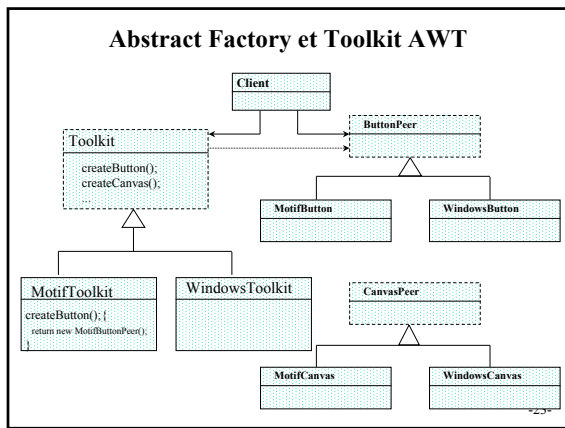 Abstract Factory et Toolkit AWT
Client
ButtonPeer
Toolkit
createButton();
createCanvas();
...
MotifButton
WindowsButton
MotifToolkit
createButton();{
return new MotifButtonPeer();
}
WindowsToolkit
CanvasPeer
MotifCanvas
WindowsCanvas